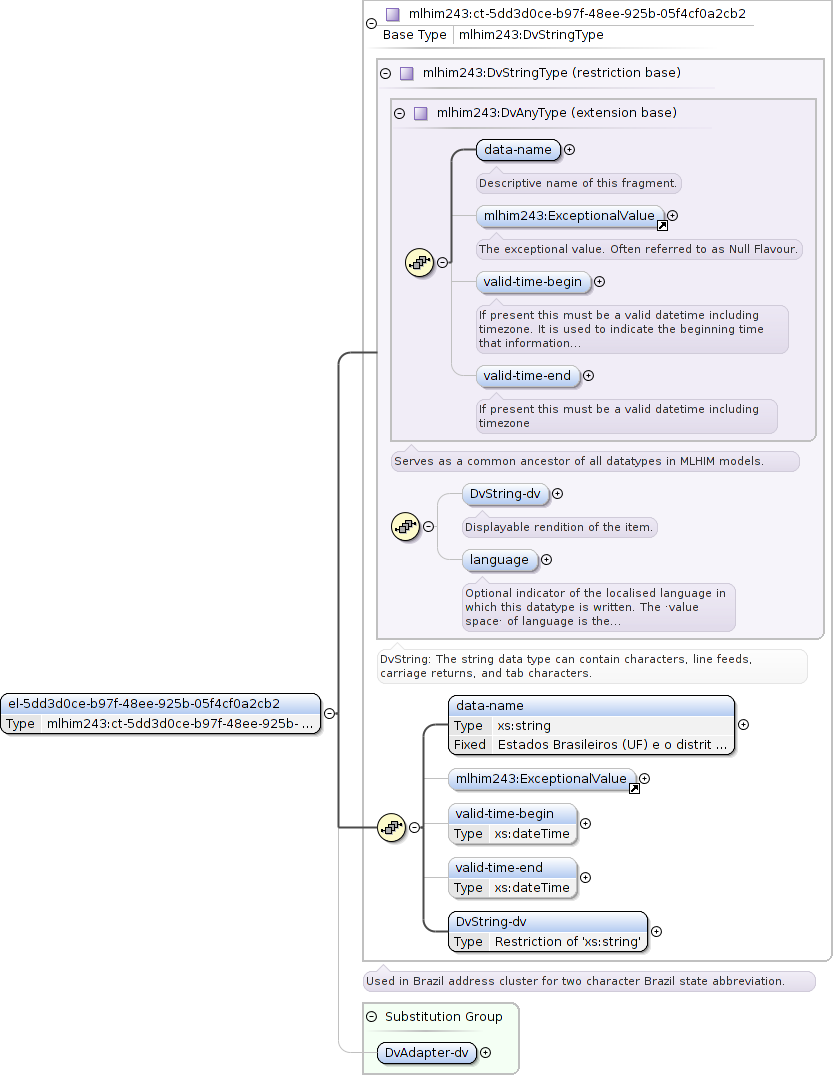 mlhim243:ct-5dd3d0ce-b97f-48ee-925b-05f4cf0a2cb2
Base Type mlhim243:DvStringType
mlhim243:DvStringType (restriction base)
mlhim243:DvAnyType (extension base)
data-name
Descriptive name of this fragment.
mlhim243:ExceptionalValue
The exceptional value. Often referred to as Null Flavour.
valid-time-begin
If present this must be a valid datetime including
timezone. It is used to indicate the beginning time
that information...
valid-time-end
If present this must be a valid datetime including
timezone
Serves as a common ancestor of all datatypes in MLHIM models.
DvString-dv
Displayable rendition of the item.
language
Optional indicator of the localised language in
which this datatype is written. The ·value
space· of language is the...
DvString: The string data type can contain characters, line feeds,
carriage returns, and tab characters.
el-5dd3d0ce-b97f-48ee-925b-05f4cf0a2cb2
Type mlhim243:ct-5dd3d0ce-b97f-48ee-925b- ...
data-name
Type xs:string
Fixed Estados Brasileiros (UF) e o distrit ...
mlhim243:ExceptionalValue
valid-time-begin
Type xs:dateTime
valid-time-end
Type xs:dateTime
DvString-dv
Type Restriction of 'xs:string'
Used in Brazil address cluster for two character Brazil state abbreviation.
Substitution Group
DvAdapter-dv